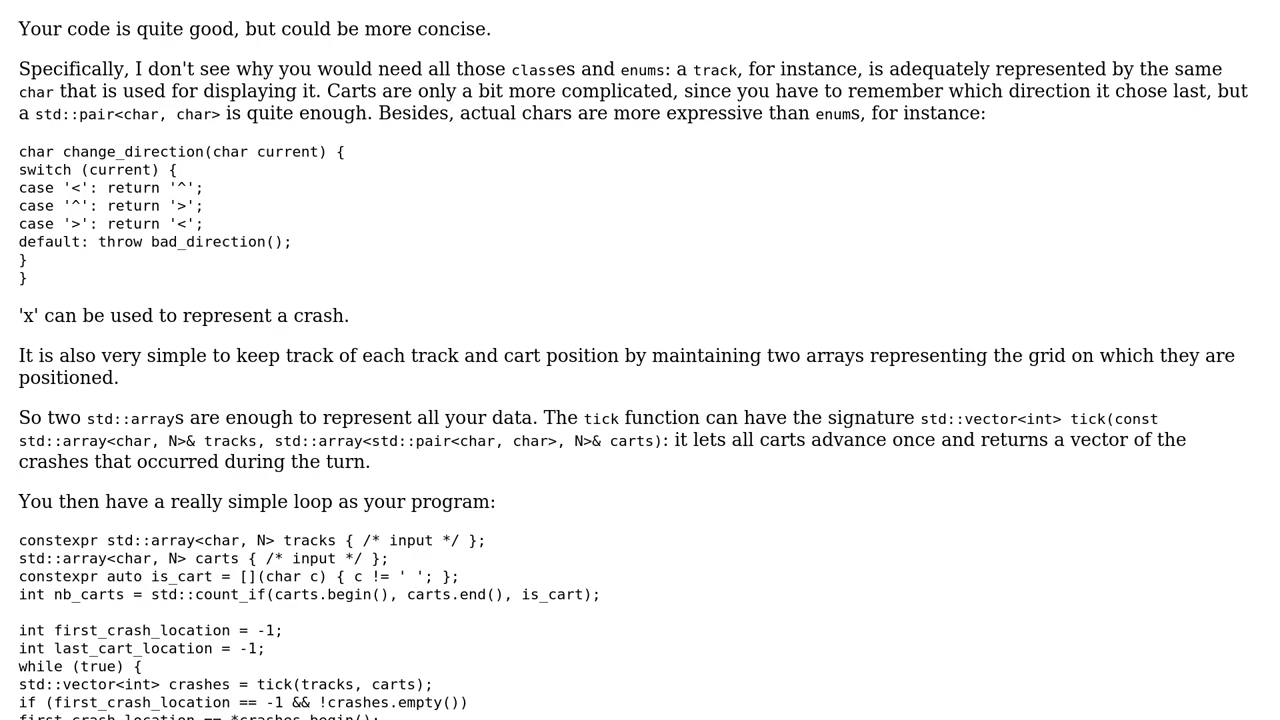 Your code is quite good, but could be more concise.
Specifically, I don't see why you would need all those classes and enums: a track, for instance, is adequately represented by the same
char that is used for displaying it. Carts are only a bit more complicated, since you have to remember which direction it chose last, but
a std::pair<char, char> is quite enough. Besides, actual chars are more expressive than enums, for instance:
char change_direction(char current) {
switch (current) {
case '<': return '^';
case '^': return '>';
case '>': return '<';
default: throw bad_direction();
}
}
'x' can be used to represent a crash.
It is also very simple to keep track of each track and cart position by maintaining two arrays representing the grid on which they are
positioned.
So two std::arrays are enough to represent all your data. The tick function can have the signature std::vector<int> tick(const
std::array<char, N>& tracks, std::array<std::pair<char, char>, N>& carts): it lets all carts advance once and returns a vector of the
crashes that occurred during the turn.
You then have a really simple loop as your program:
constexpr std::array<char, N> tracks { /* input */ };
std::array<char, N> carts { /* input */ };
constexpr auto is_cart = [](char c) { c != ' '; };
int nb_carts = std::count_if(carts.begin(), carts.end(), is_cart);
int first_crash_location = -1;
int last_cart_location = -1;
while (true) {
std::vector<int> crashes = tick(tracks, carts);
if (first_crash_location == -1 && !crashes.empty())
first_crash_location == *crashes.begin();